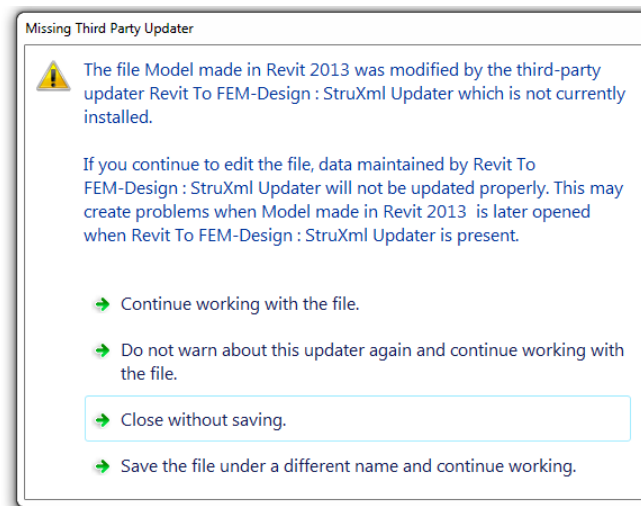 Missing Third Party Updater
The file Model made in Revit 2013 was modified by the third-party
updater Revit To FEM-Design : StruXml Updater which is not currently
installed.
If you continue to edit the file, data maintained by Revit To
FEM-Design : StruXml Updater will not be updated properly. This may
create problems when Model made in Revit 2013  is later opened
when Revit To FEM-Design : StruXml Updater is present.
Continue working with the file.
Do not warn about this updater again and continue working with
the file.
Close without saving.
Save the file under a different name and continue working.